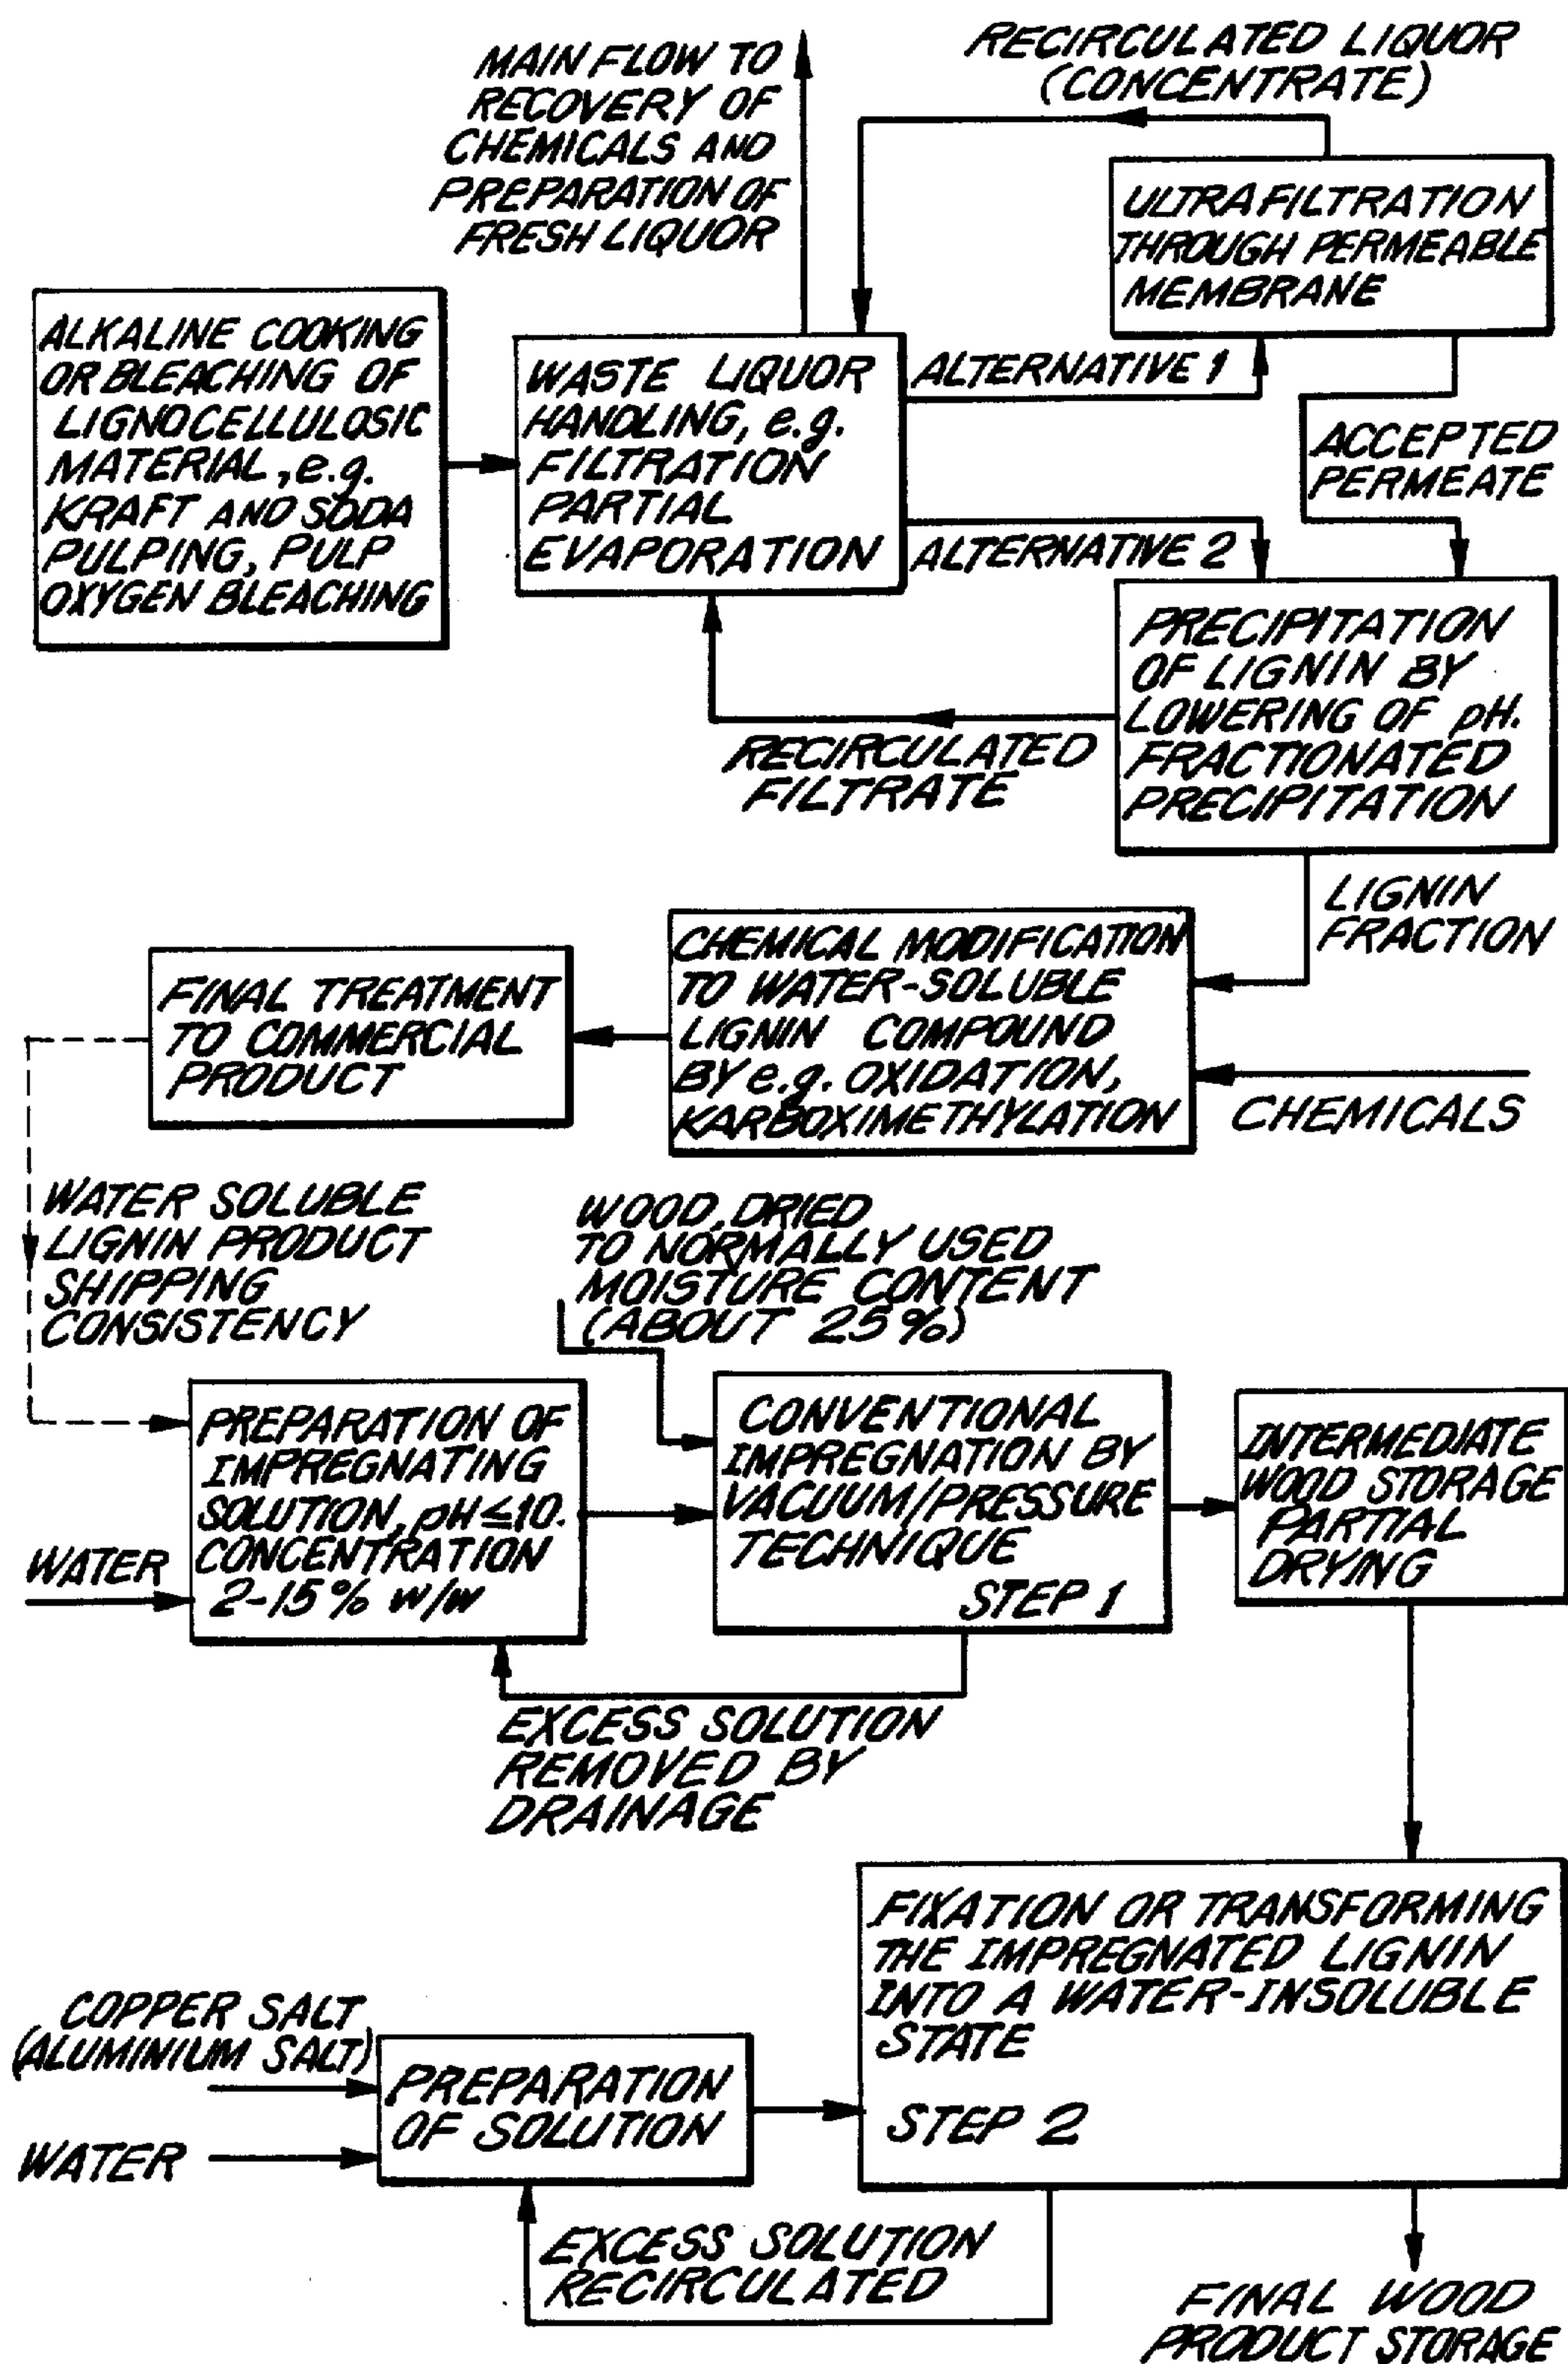 MAIN FLOW TO
RECOVERY OF
CHEMICALS AND
PREPARATION OF
FRESH LIQUOR
RECIRCULATED LIQUOR
(CONCENTRATE)
ULTRAFILTRATION
THROUGH PERMEABLE
MEMBRANE
ALKALINE COOKING
OR BLEACHING OF
LIGNOCELLULOSIC
MATERIAL, e.g.
KRAFT AND SODA
PULPING, PULP
OXYGEN BLEACHING
WASTE LIQUOR
HANDLING, e.g.
FILTRATION
PARTIAL
EVAPORATION
ALTERNATIVE 1
ALTERNATIVE 2
ACCEPTED
PERMEATE
PRECIPITATION
OF LIGNIN BY
LOWERING OF pH.
FRACTIONATED
PRECIPITATION
RECIRCULATED
FILTRATE
LIGNIN
FRACTION
CHEMICAL MODIFICATION
TO WATER-SOLUBLE
LIGNIN COMPOUND
BY e.g. OXIDATION,
KARBOXIMETHYLATION
CHEMICALS
FINAL TREATMENT
TO COMMERCIAL
PRODUCT
WATER SOLUBLE
LIGNIN PRODUCT
SHIPPING
CONSISTENCY
WOOD, DRIED
TO NORMALLY USED
MOISTURE CONTENT
(ABOUT 25%)
PREPARATION OF
IMPREGNATING
SOLUTION, pH≤10.
CONCENTRATION
2-15% w/w
WATER
CONVENTIONAL
IMPREGNATION BY
VACUUM/PRESSURE
TECHNIQUE
STEP 1
INTERMEDIATE
WOOD STORAGE
PARTIAL
DRYING
EXCESS SOLUTION
REMOVED BY
DRAINAGE
FIXATION OR TRANSFORMING
THE IMPREGNATED LIGNIN
INTO A WATER-INSOLUBLE
STATE
STEP 2
COPPER SALT
(ALUMINIUM SALT)
WATER
PREPARATION
OF SOLUTION
EXCESS SOLUTION
RECIRCULATED
FINAL WOOD
PRODUCT STORAGE